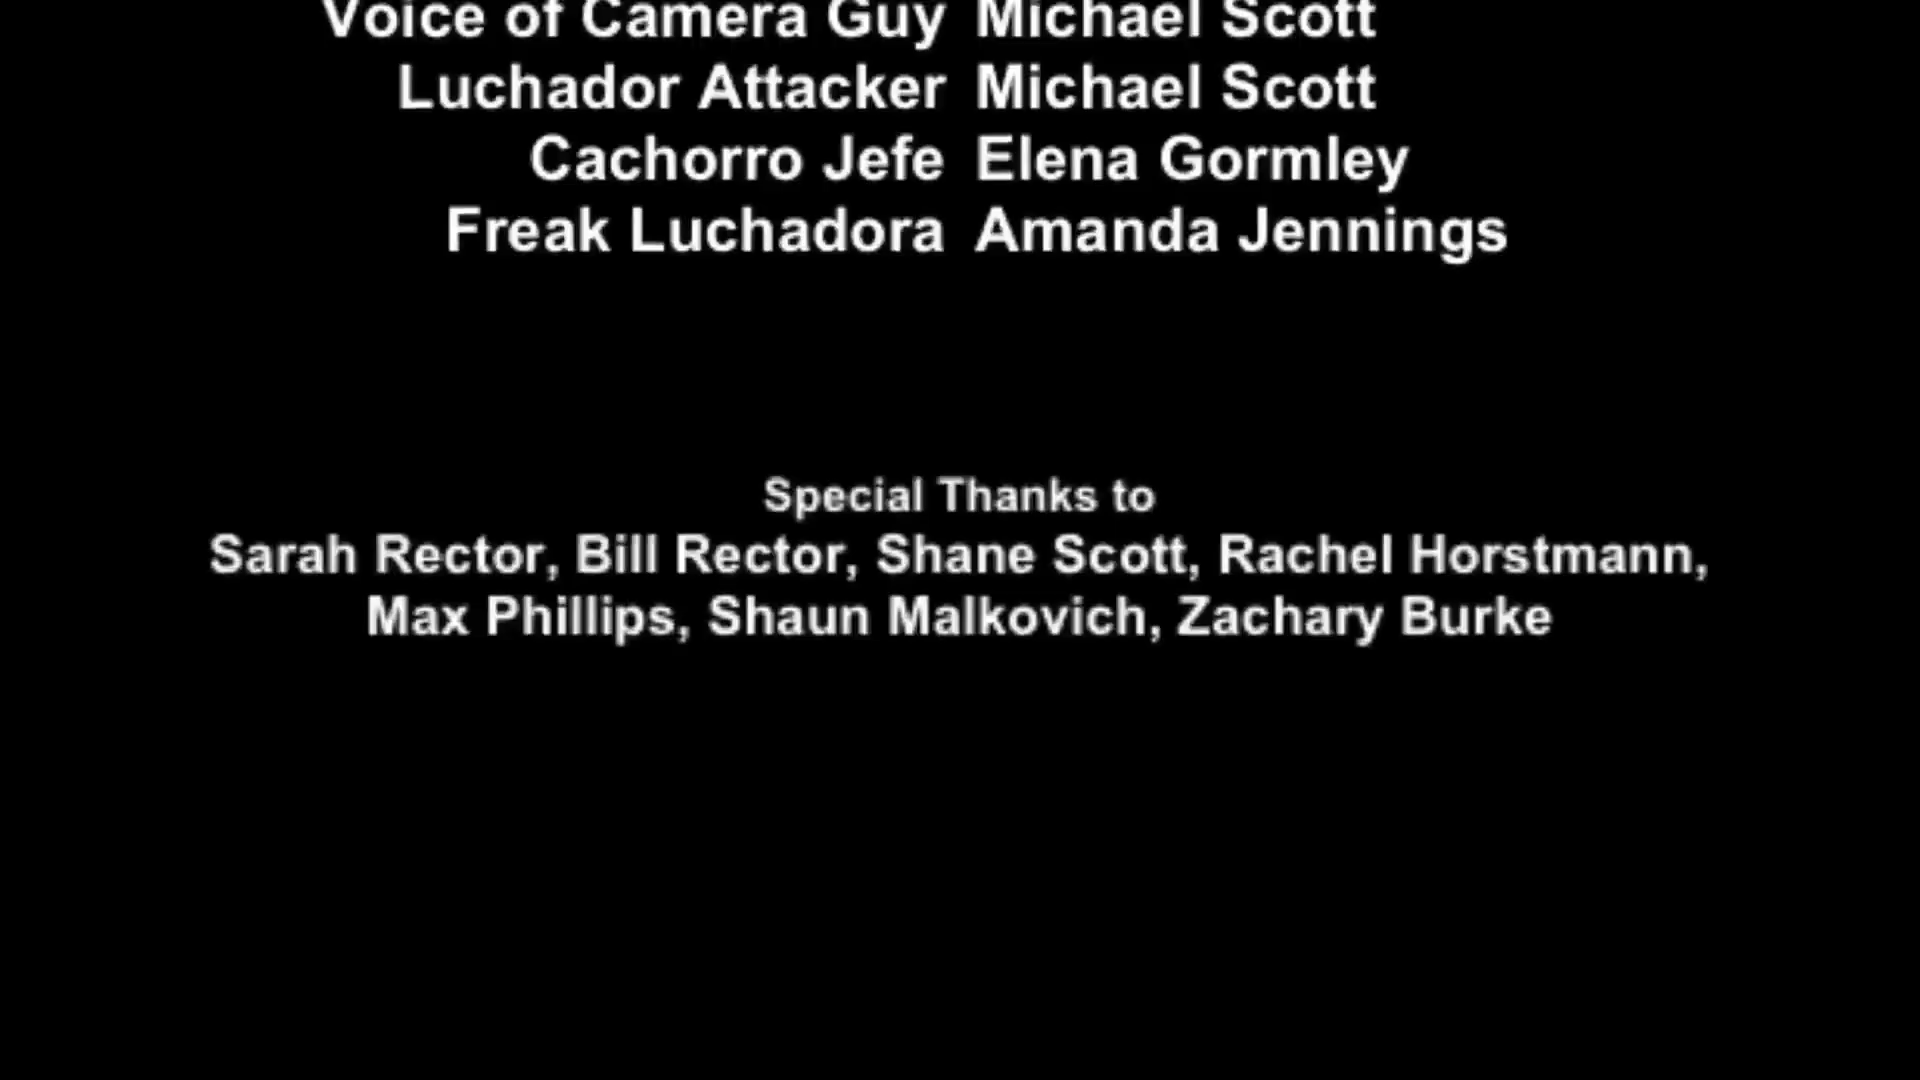 Voice of Camera Guy Michael Scott
Luchador Attacker Michael Scott
Cachorro Jefe Elena Gormley
Freak Luchadora Amanda Jennings
Special Thanks to
Sarah Rector, Bill Rector, Shane Scott, Rachel Horstmann,
Max Phillips, Shaun Malkovich, Zachary Burke